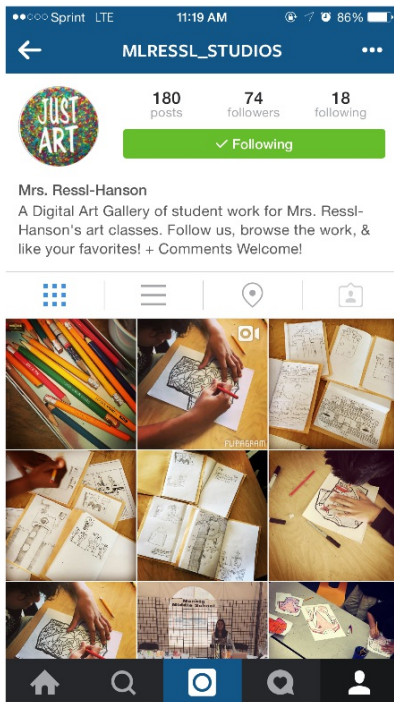 Sprint LTE 11:19 AM 86%
MLRESSL_STUDIOS
JUST
ART
180 74 18
posts followers following
✓ Following
Mrs. Ressl-Hanson
A Digital Art Gallery of student work for Mrs. Ressl-
Hanson's art classes. Follow us, browse the work, &
like your favorites! + Comments Welcome!
FLIPAGRAM
Middle School